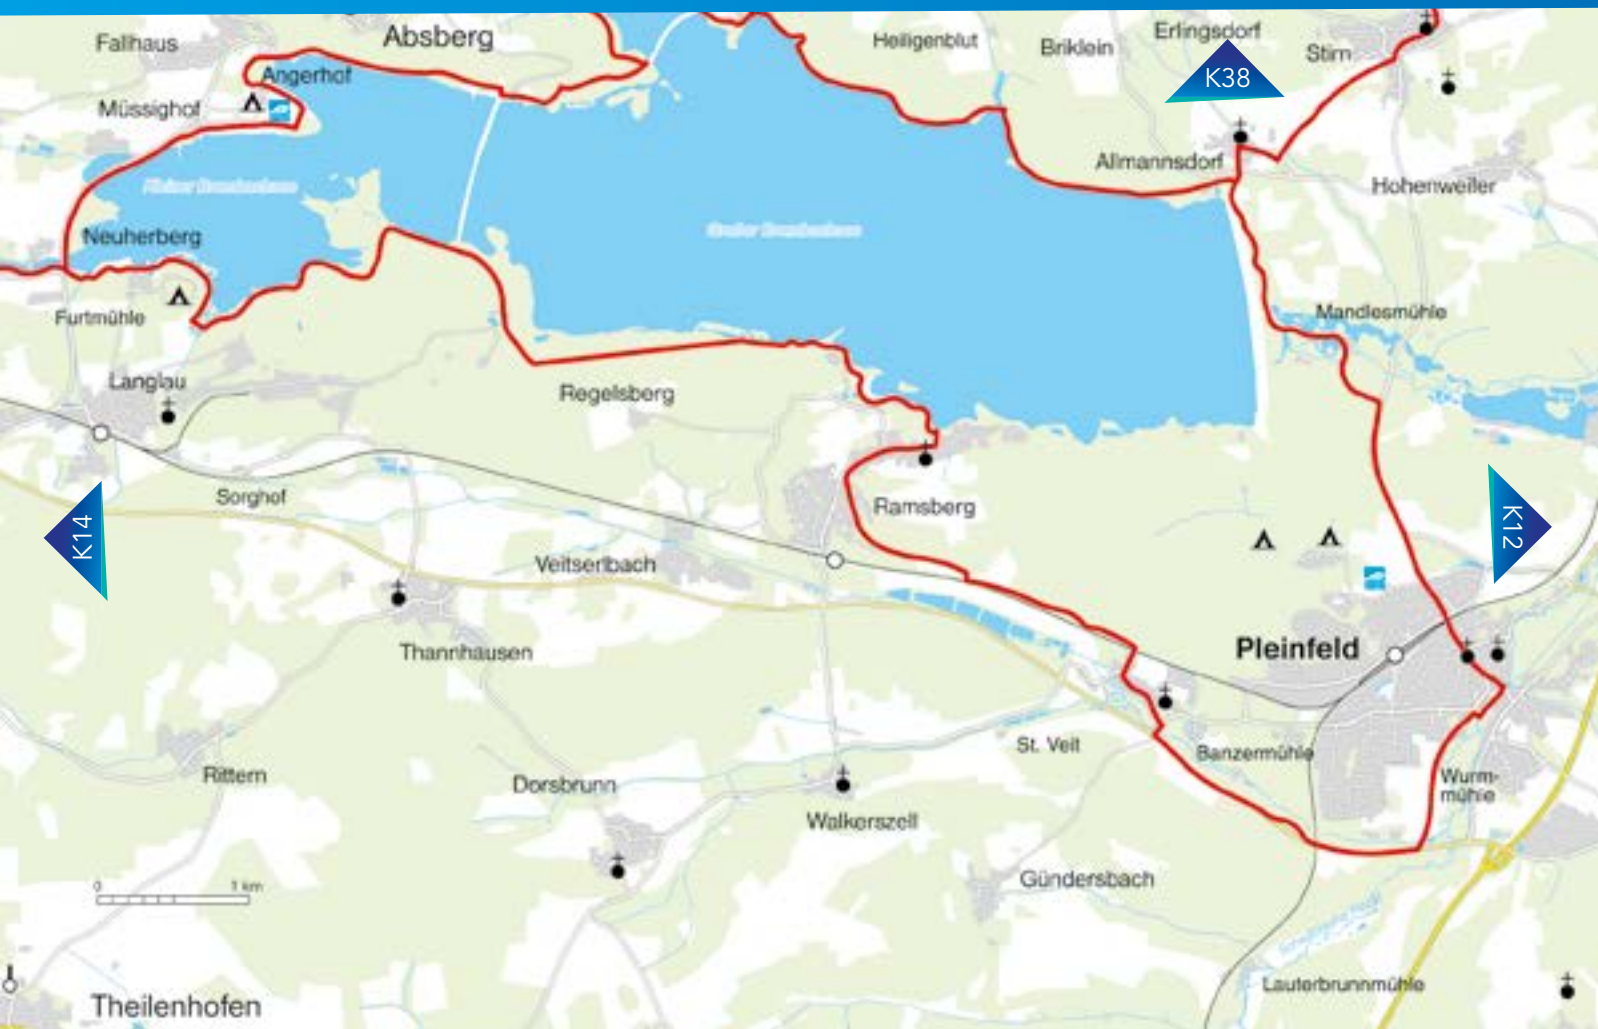 Absberg
Erlingsdorf
Fallhaus
Heiligenblut
Briklein
Stirn
K38
Angerhof
Müssighof
Allmannsdorf
Hohenweiler
Neuherberg
Furtmühle
Mandlesmühle
Langlau
Regelsberg
Sorghof
Ramsberg
K14
K12
Veitserlbach
Thannhausen
Pleinfeld
St. Veit
Banzermühle
Rittern
Dorsbrunn
Wurm-
mühle
Walkerszell
Gündersbach
0 1 km
Lauterbrunnmühle
Theilenhofen